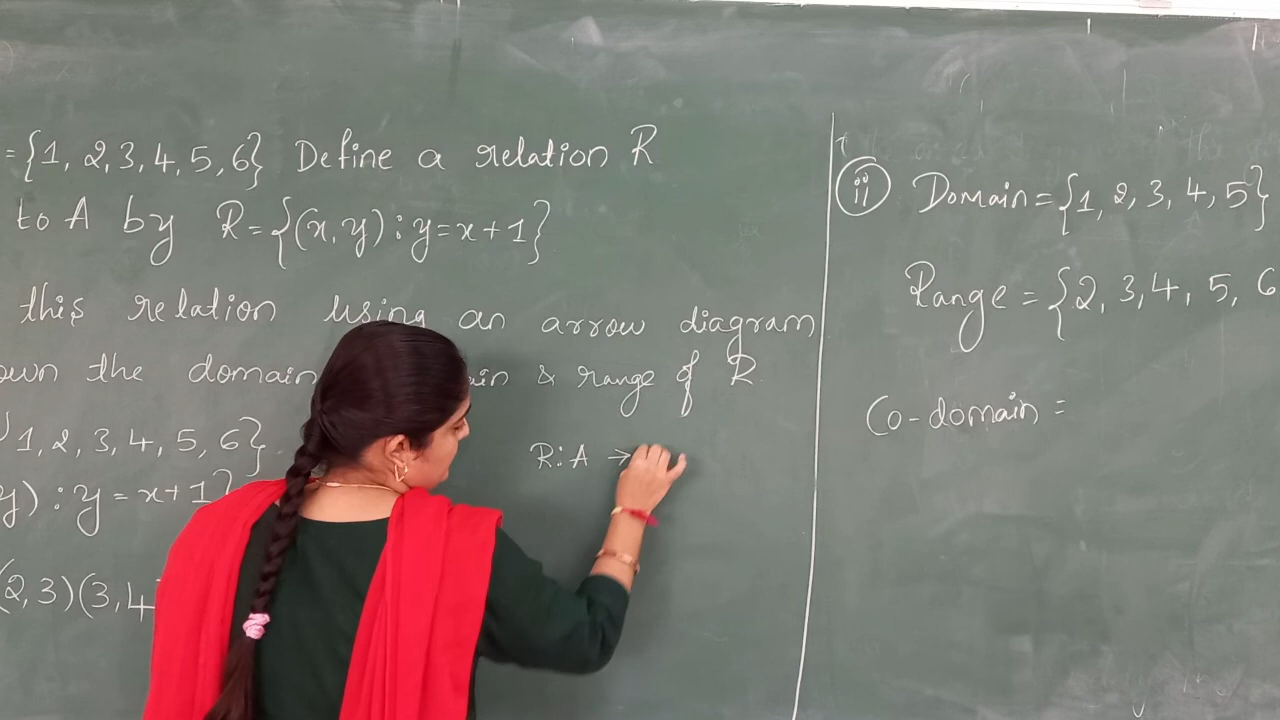 ={1, 2, 3, 4, 5, 6} Define a relation R
to A by R={(x,y) : y=x+1}
this relation using an arrow diagram
own the domain ain & range of R
1, 2, 3, 4, 5, 6}
y) : y = x+1}
(2, 3)(3, 4
R:A →
ii Domain={1, 2, 3, 4, 5}
Range = {2, 3, 4, 5, 6
Co-domain =